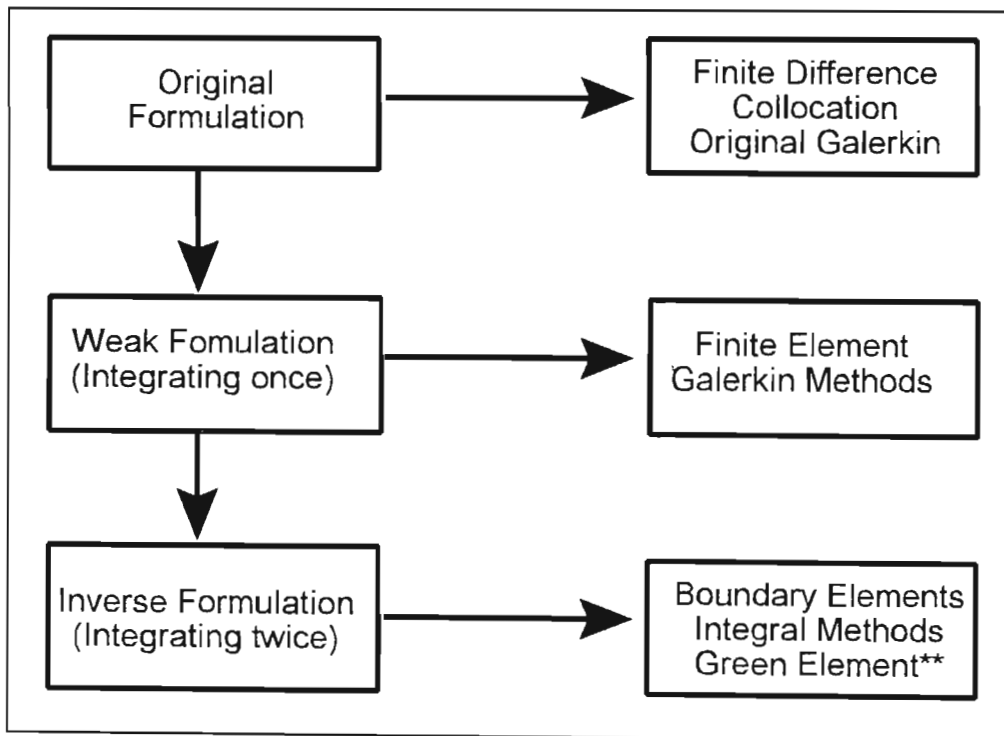 Original
Formulation
Finite Difference
Collocation
Original Galerkin
Weak Fomulation
(Integrating once)
Finite Element
Galerkin Methods
Inverse Formulation
(Integrating twice)
Boundary Elements
Integral Methods
Green Element**